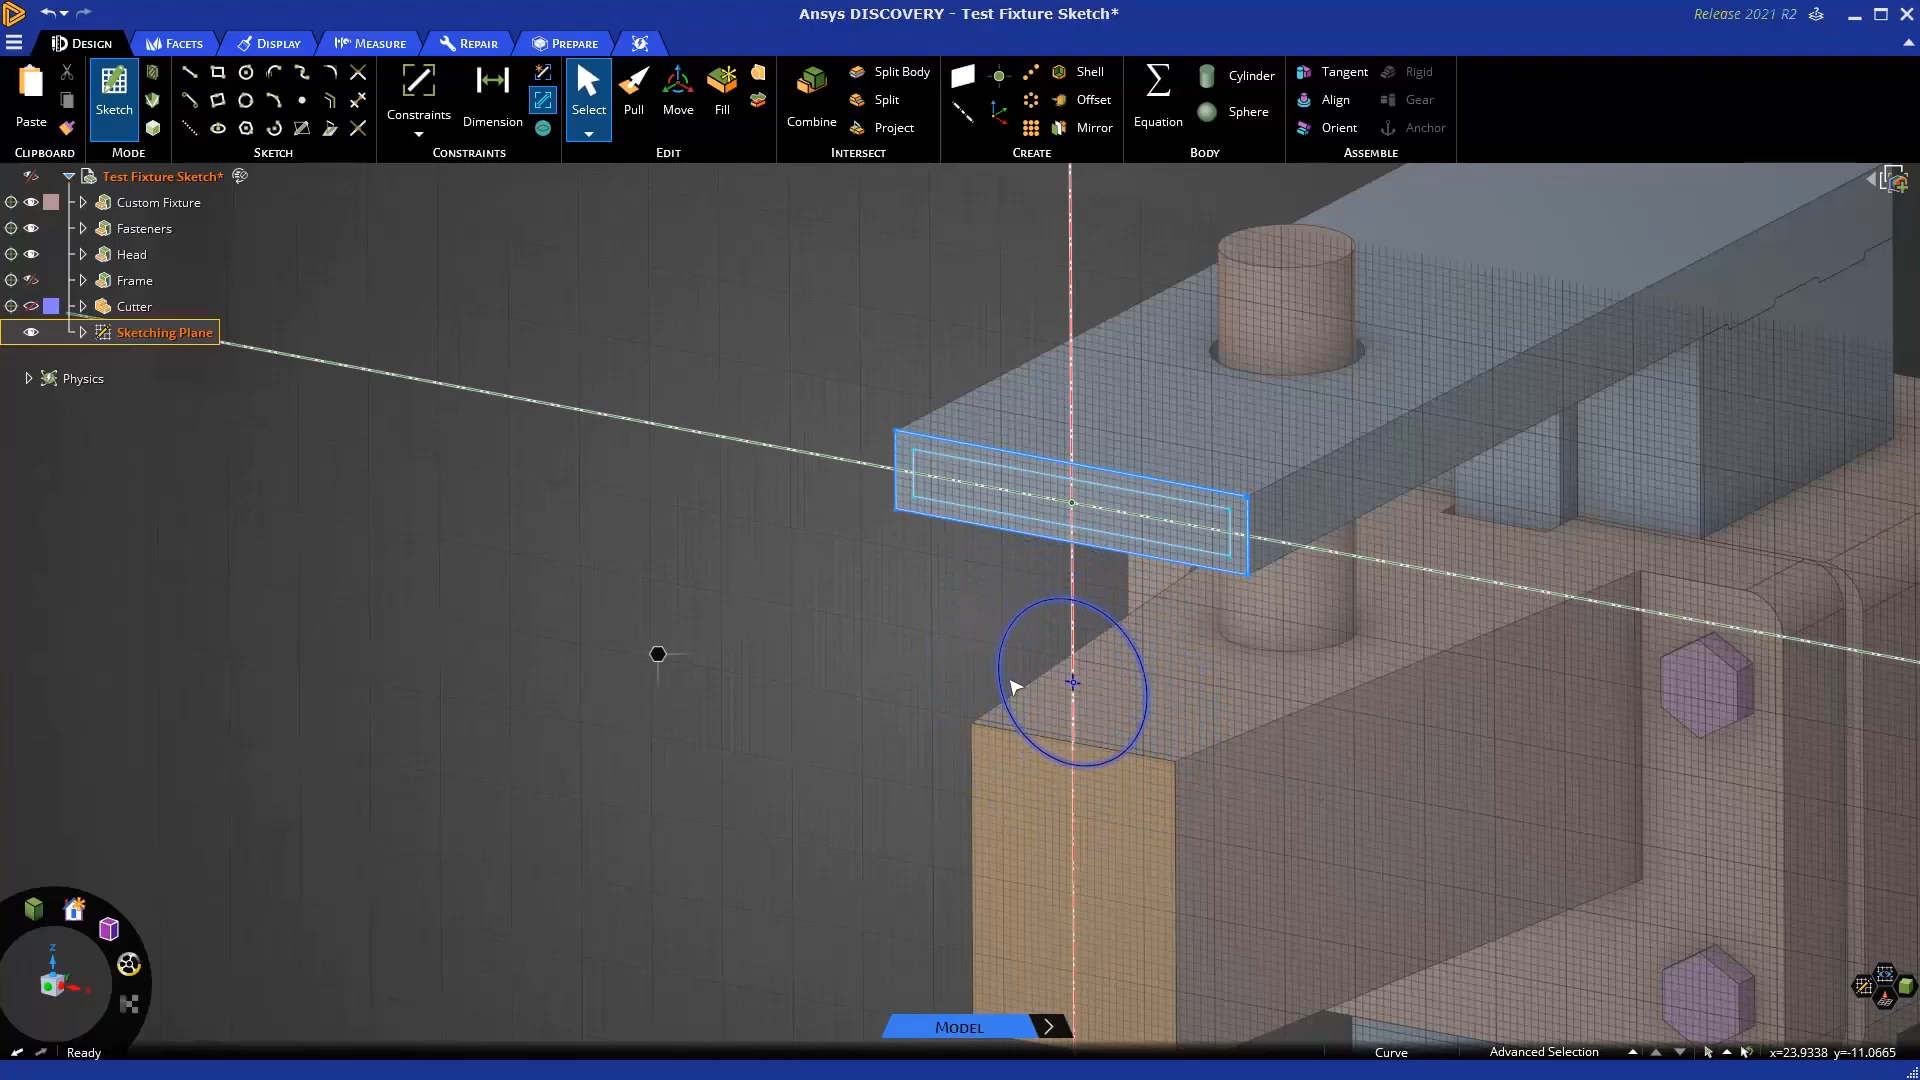 Ansys DISCOVERY - Test Fixture Sketch*
Release 2021 R2
DESIGN
FACETS
DISPLAY
MEASURE
REPAIR
PREPARE
Paste
Sketch
Constraints
Dimension
Select
Pull
Move
Fill
Combine
Split Body
Split
Project
Shell
Offset
Mirror
Equation
Cylinder
Sphere
Tangent
Align
Orient
Rigid
Gear
Anchor
CLIPBOARD
MODE
SKETCH
CONSTRAINTS
EDIT
INTERSECT
CREATE
BODY
ASSEMBLE
Test Fixture Sketch*
Custom Fixture
Fasteners
Head
Frame
Cutter
Sketching Plane
Physics
Z
MODEL
Ready
Curve
Advanced Selection
x=23.9338 y=-11.0665